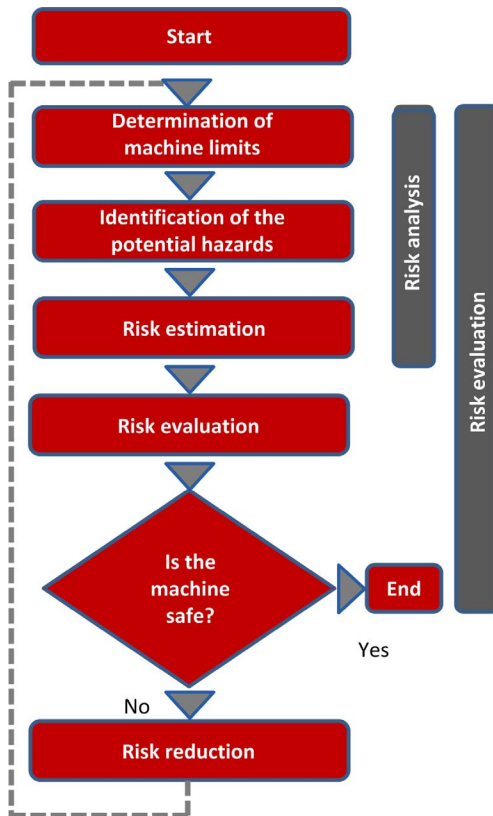 Start
Determination of
machine limits
Identification of the
potential hazards
Risk estimation
Risk evaluation
Is the
machine
safe?
End
Yes
No
Risk reduction
Risk analysis
Risk evaluation